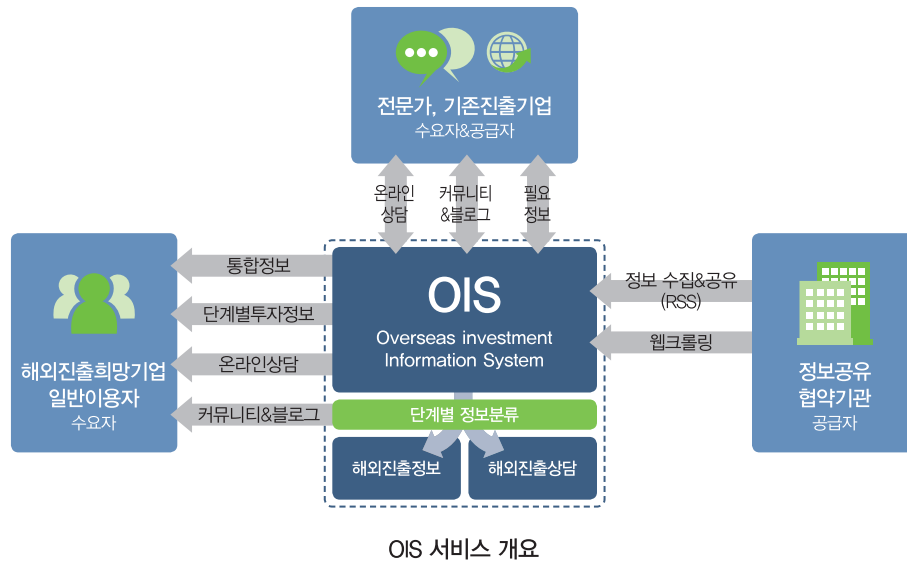 전문가, 기존진출기업
수요자&공급자
온라인
상담
커뮤니티
&블로그
필요
정보
통합정보
단계별투자정보
온라인상담
커뮤니티&블로그
해외진출희망기업
일반이용자
수요자
OIS
Overseas investment
Information System
단계별 정보분류
해외진출정보
해외진출상담
정보 수집&공유
(RSS)
웹크롤링
정보공유
협약기관
공급자
OIS 서비스 개요